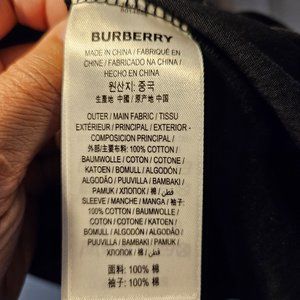 BURBERRY
MADE IN CHINA / FABRIQUÉ EN
CHINE / FABRICADO NA CHINA /
HECHO EN CHINA
원산지: 중국
生產地 中國 / 原产地 中国
OUTER / MAIN FABRIC / TISSU
EXTÉRIEUR / PRINCIPAL / EXTERIOR -
COMPOSICION PRINCIPAL /
外部/主要布料: 100% COTTON /
BAUMWOLLE / COTON / COTONE /
KATOEN / BOMULL / ALGODÓN /
ALGODÃO / PUUVILLA / BAMBAKI /
PAMUK / ХЛОПОК / 棉 / قطن /
SLEEVE / MANCHE / MANGA /
袖子: 100% COTTON /
BAUMWOLLE / COTON / COTONE /
KATOEN / BOMULL / ALGODÓN /
ALGODÃO / PUUVILLA / BAMBAKI /
PAMUK / ХЛОПОК / 棉 / قطن /
面料: 100% 棉
袖子: 100% 棉